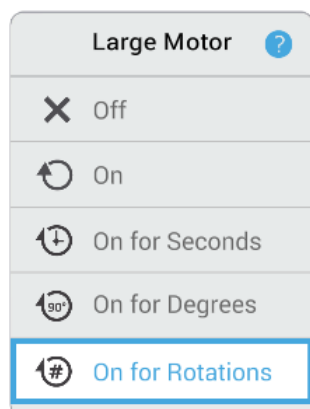 Large Motor ?
Off
On
On for Seconds
90° On for Degrees
# On for Rotations